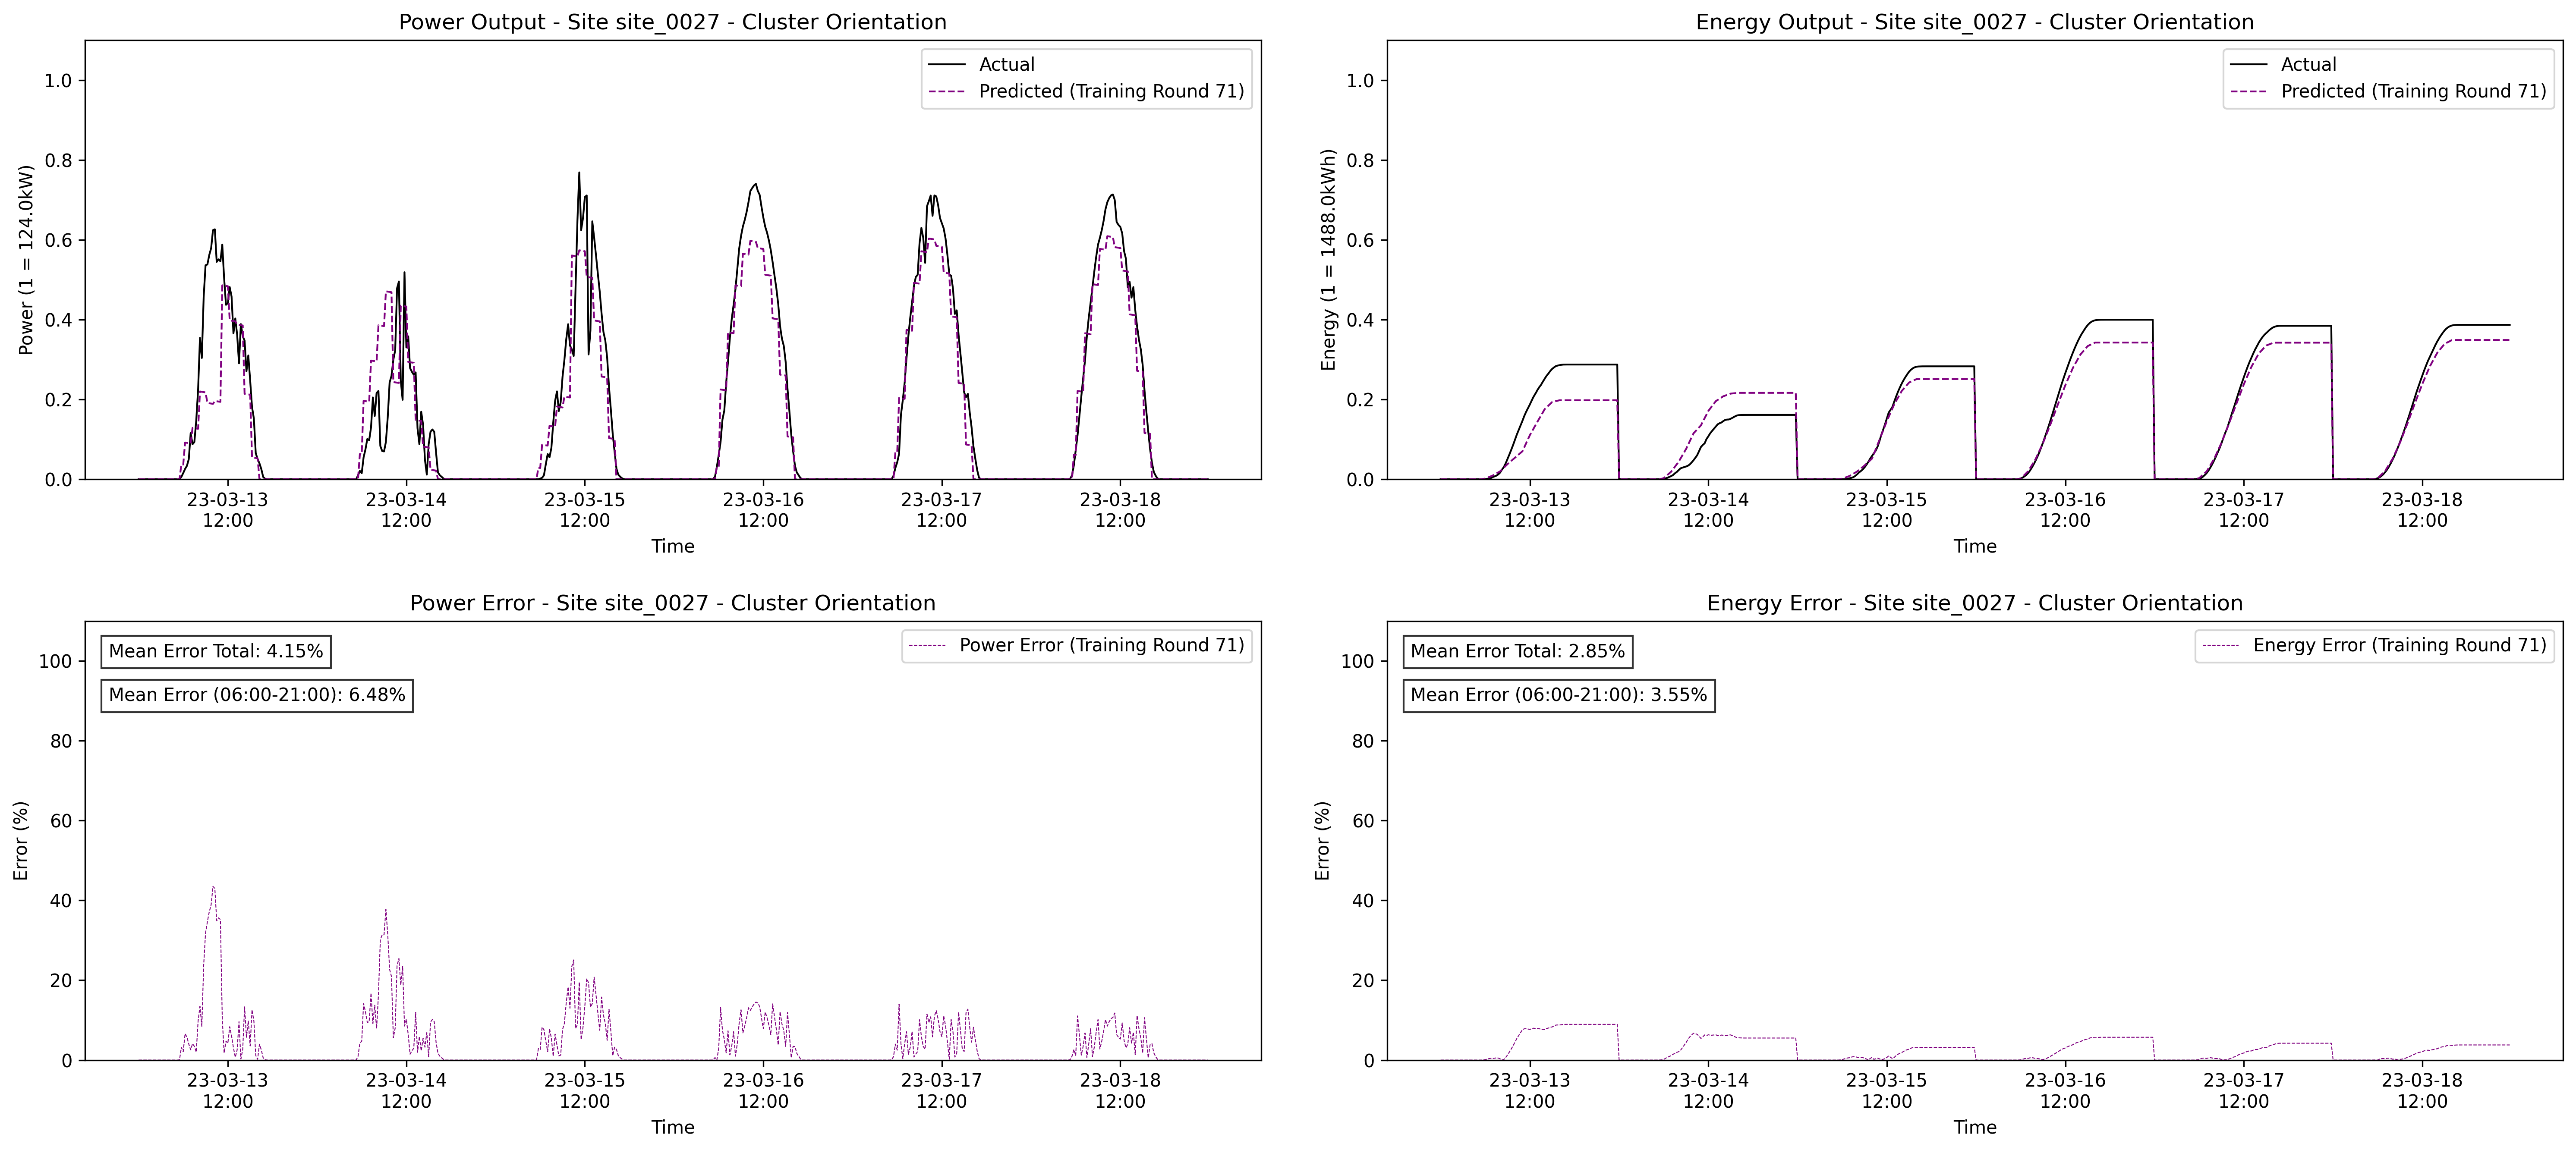 Power Output - Site site_0027 - Cluster Orientation
Power (1 = 124.0kW)
1.0
0.8
0.6
0.4
0.2
0.0
Actual
Predicted (Training Round 71)
23-03-13 23-03-14 23-03-15 23-03-16 23-03-17 23-03-18
12:00 12:00 12:00 12:00 12:00 12:00
Time
Energy Output - Site site_0027 - Cluster Orientation
Energy (1 = 1488.0kWh)
1.0
0.8
0.6
0.4
0.2
0.0
Actual
Predicted (Training Round 71)
23-03-13 23-03-14 23-03-15 23-03-16 23-03-17 23-03-18
12:00 12:00 12:00 12:00 12:00 12:00
Time
Power Error - Site site_0027 - Cluster Orientation
Error (%)
100
80
60
40
20
0
Mean Error Total: 4.15%
Mean Error (06:00-21:00): 6.48%
Power Error (Training Round 71)
23-03-13 23-03-14 23-03-15 23-03-16 23-03-17 23-03-18
12:00 12:00 12:00 12:00 12:00 12:00
Time
Energy Error - Site site_0027 - Cluster Orientation
Error (%)
100
80
60
40
20
0
Mean Error Total: 2.85%
Mean Error (06:00-21:00): 3.55%
Energy Error (Training Round 71)
23-03-13 23-03-14 23-03-15 23-03-16 23-03-17 23-03-18
12:00 12:00 12:00 12:00 12:00 12:00
Time